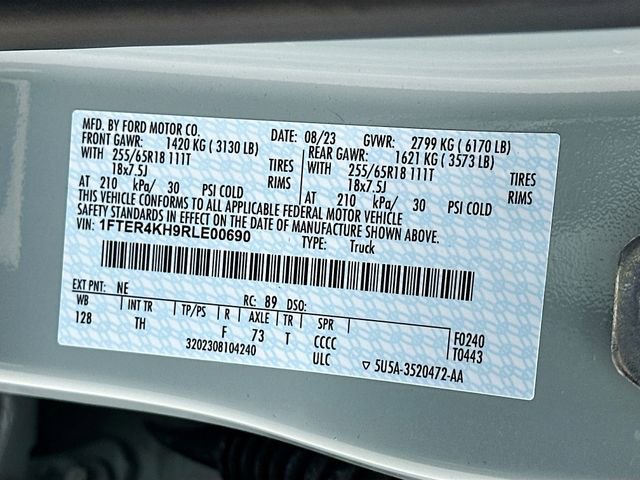 MFD. BY FORD MOTOR CO. DATE: 08/23 GVWR: 2799 KG ( 6170 LB)
FRONT GAWR: 1420 KG ( 3130 LB) REAR GAWR: 1621 KG ( 3573 LB)
WITH 255/65R18 111T TIRES WITH 255/65R18 111T TIRES
18x7.5J RIMS 18x7.5J RIMS
AT 210 kPa/ 30 PSI COLD AT 210 kPa/ 30 PSI COLD
THIS VEHICLE CONFORMS TO ALL APPLICABLE FEDERAL MOTOR VEHICLE
SAFETY STANDARDS IN EFFECT ON THE DATE OF MANUFACTURE SHOWN ABOVE.
VIN: 1FTER4KH9RLE00690 TYPE: Truck
EXT PNT: NE RC: 89 DSO:
WB INT TR TP/PS R AXLE TR SPR F0240
128 TH F 73 T CCCC T0443
3202308104240 ULC ▽ 5U5A-3520472-AA